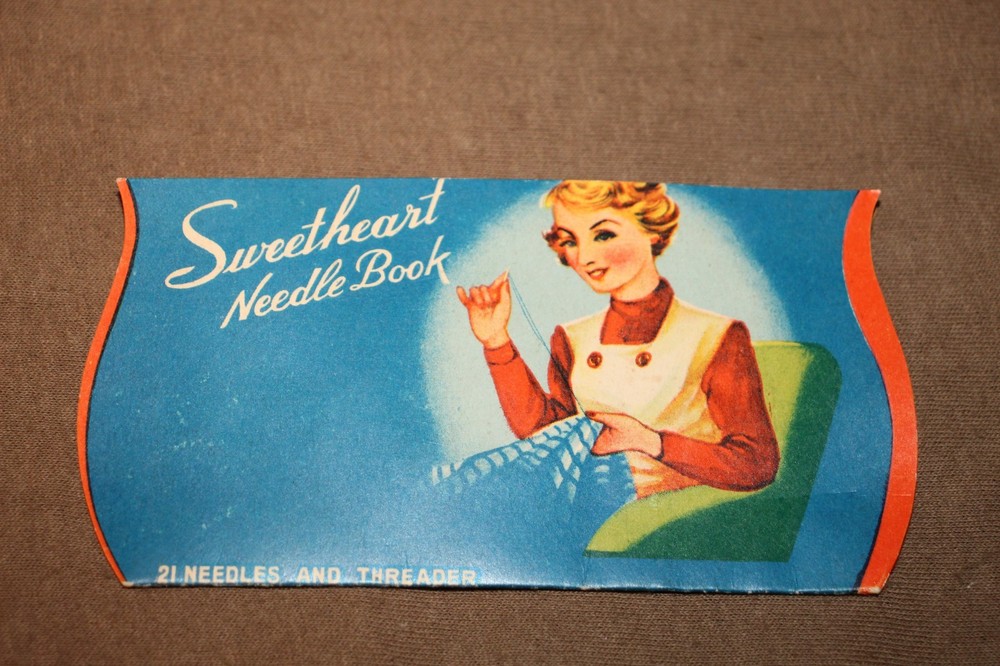 Sweetheart
Needle Book
21 NEEDLES AND THREADER